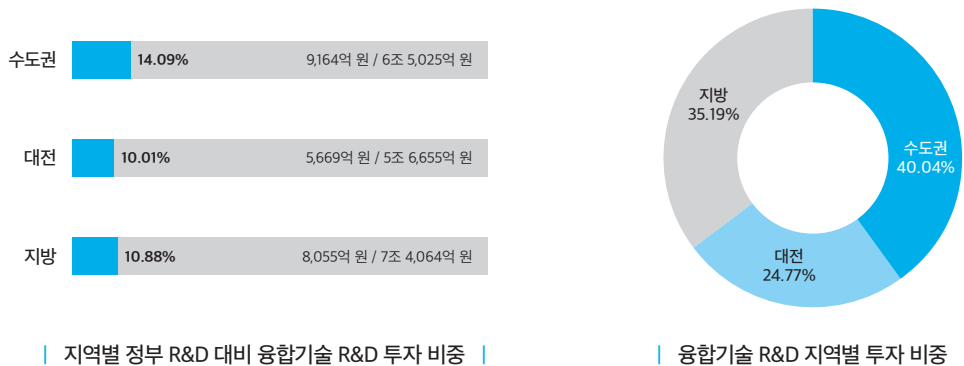 수도권 14.09% 9,164억 원 / 6조 5,025억 원
대전 10.01% 5,669억 원 / 5조 6,655억 원
지방 10.88% 8,055억 원 / 7조 4,064억 원
| 지역별 정부 R&D 대비 융합기술 R&D 투자 비중 |
지방
35.19%
수도권
40.04%
대전
24.77%
| 융합기술 R&D 지역별 투자 비중